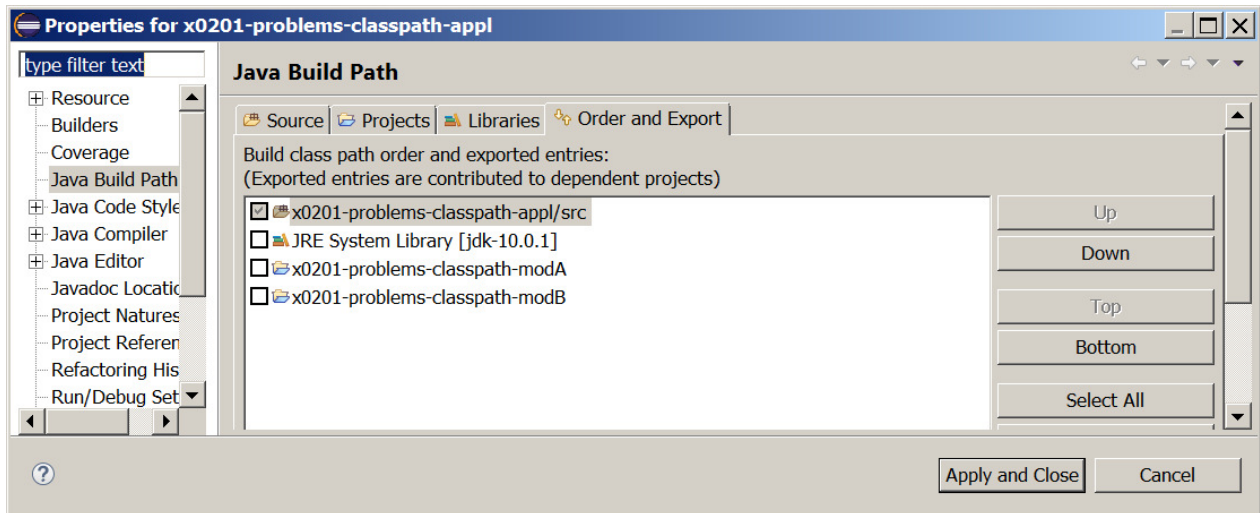 Properties for x0201-problems-classpath-appl
type filter text
Resource
Builders
Coverage
Java Build Path
Java Code Style
Java Compiler
Java Editor
Javadoc Locatic
Project Natures
Project Referen
Refactoring His
Run/Debug Set
Java Build Path
Source Projects Libraries Order and Export
Build class path order and exported entries:
(Exported entries are contributed to dependent projects)
x0201-problems-classpath-appl/src
JRE System Library [jdk-10.0.1]
x0201-problems-classpath-modA
x0201-problems-classpath-modB
Up
Down
Top
Bottom
Select All
Apply and Close Cancel